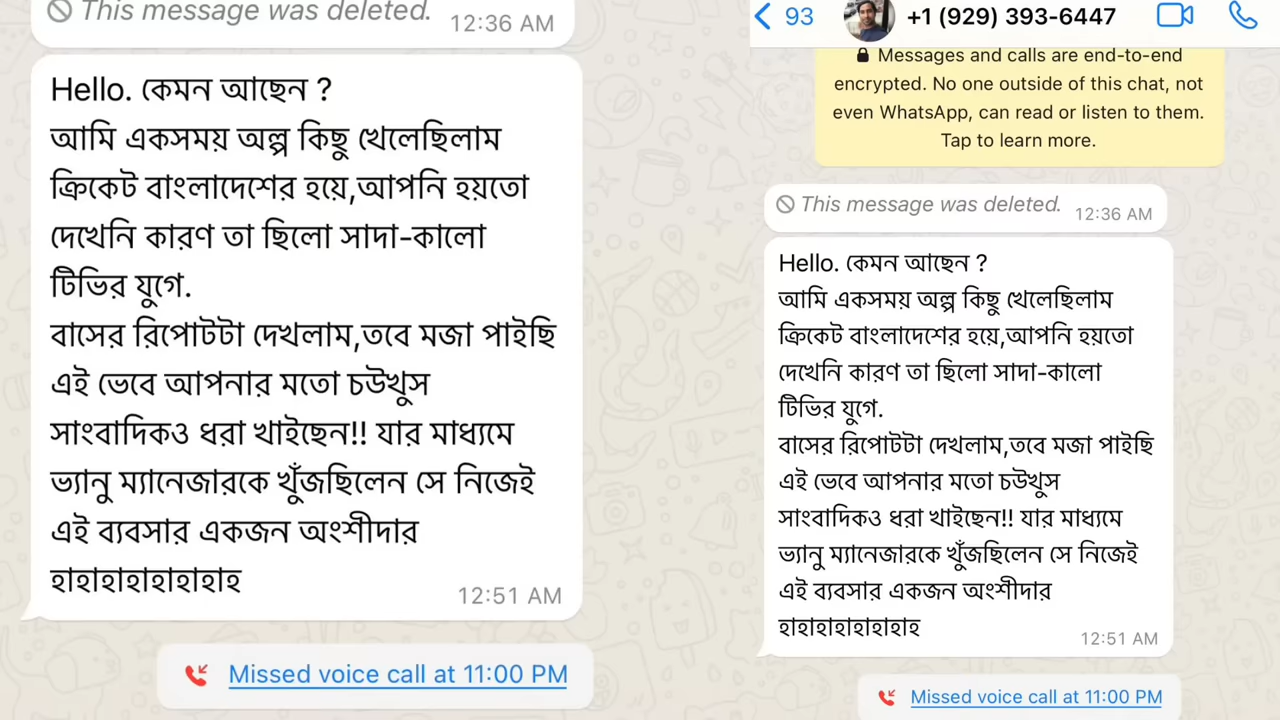 This message was deleted. 12:36 AM
Hello. কেমন আছেন ?
আমি একসময় অল্প কিছু খেলেছিলাম
ক্রিকেট বাংলাদেশের হয়ে,আপনি হয়তো
দেখেনি কারণ তা ছিলো সাদা-কালো
টিভির যুগে.
বাসের রিপোটটা দেখলাম,তবে মজা পাইছি
এই ভেবে আপনার মতো চউখুস
সাংবাদিকও ধরা খাইছেন!! যার মাধ্যমে
ভ্যানু ম্যানেজারকে খুঁজছিলেন সে নিজেই
এই ব্যবসার একজন অংশীদার
হাহাহাহাহাহাহাহ
12:51 AM
Missed voice call at 11:00 PM
93 +1 (929) 393-6447
Messages and calls are end-to-end
encrypted. No one outside of this chat, not
even WhatsApp, can read or listen to them.
Tap to learn more.
This message was deleted. 12:36 AM
Hello. কেমন আছেন ?
আমি একসময় অল্প কিছু খেলেছিলাম
ক্রিকেট বাংলাদেশের হয়ে,আপনি হয়তো
দেখেনি কারণ তা ছিলো সাদা-কালো
টিভির যুগে.
বাসের রিপোটটা দেখলাম,তবে মজা পাইছি
এই ভেবে আপনার মতো চউখুস
সাংবাদিকও ধরা খাইছেন!! যার মাধ্যমে
ভ্যানু ম্যানেজারকে খুঁজছিলেন সে নিজেই
এই ব্যবসার একজন অংশীদার
হাহাহাহাহাহাহাহ
12:51 AM
Missed voice call at 11:00 PM